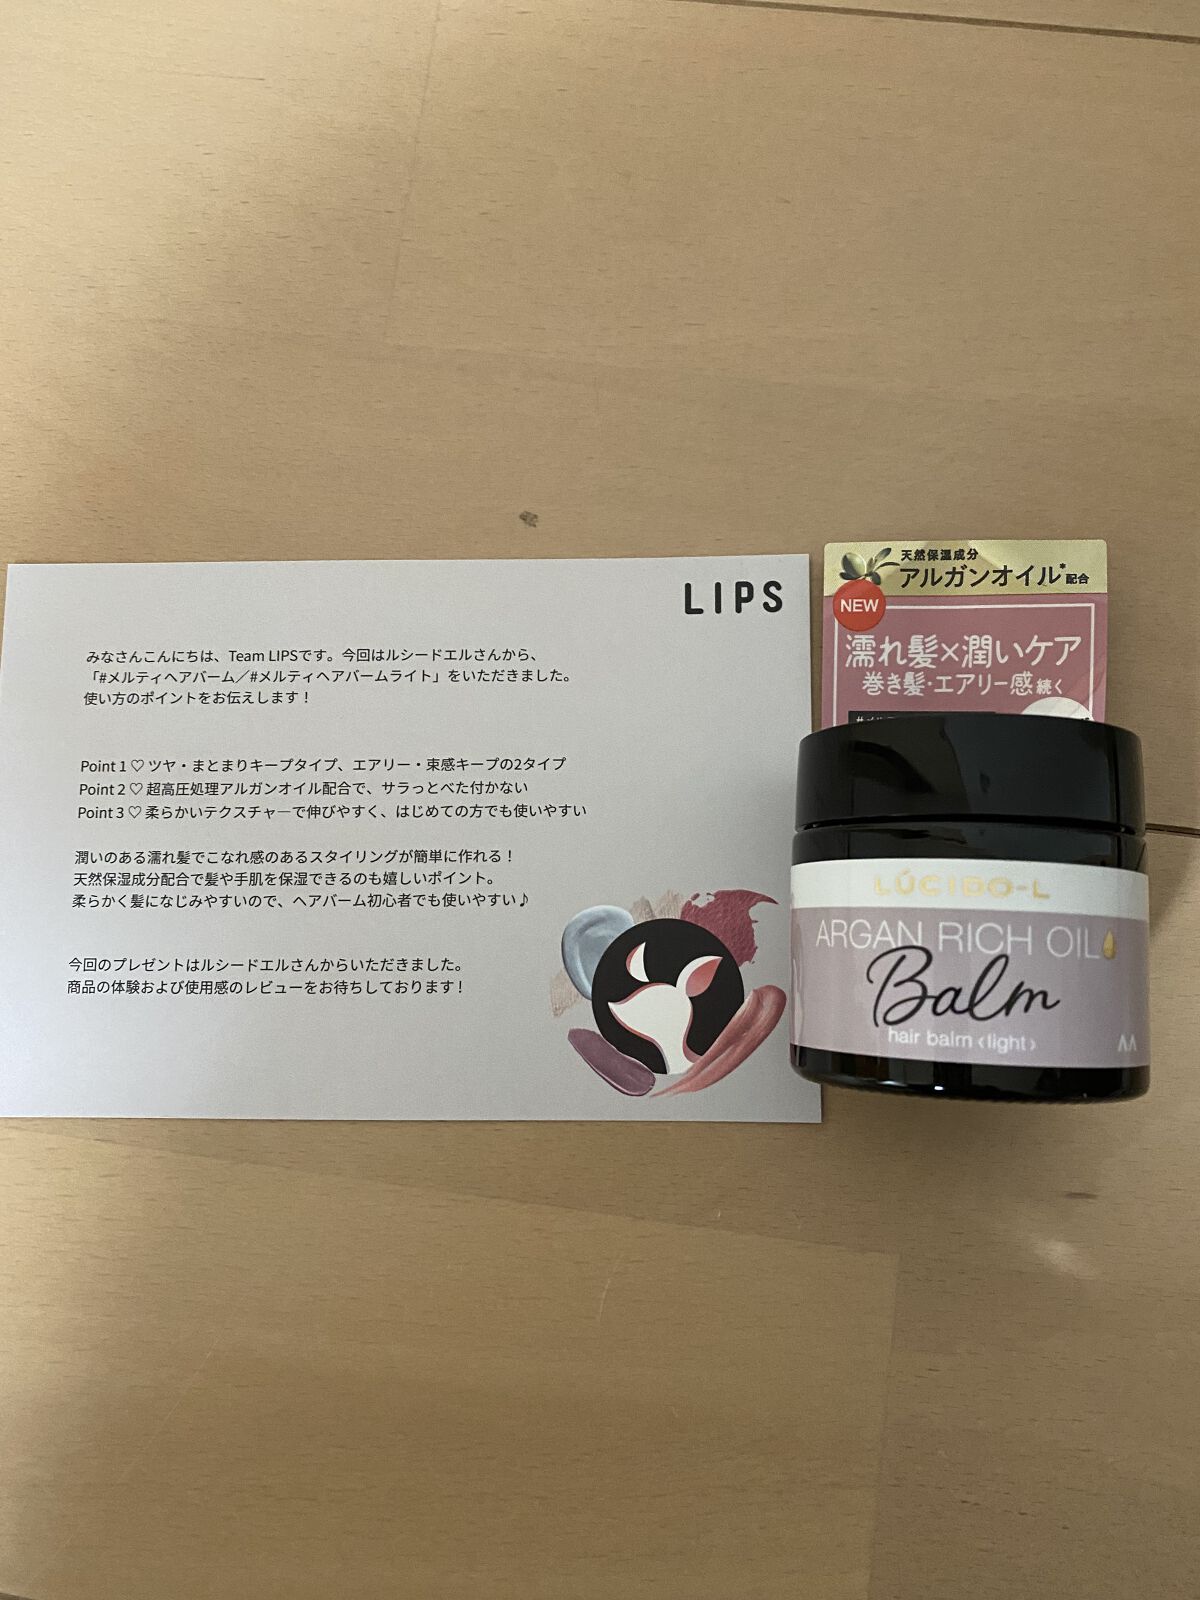 LIPS
みなさんこんにちは、Team LIPSです。今回はルシードエルさんから、
「#メルティヘアバーム／#メルティヘアバームライト」をいただきました。
使い方のポイントをお伝えします！
Point 1 ♡ ツヤ・まとまりキープタイプ、エアリー・束感キープの2タイプ
Point 2 ♡ 超高圧処理アルガンオイル配合で、サラっとべた付かない
Point 3 ♡ 柔らかいテクスチャーで伸びやすく、はじめての方でも使いやすい
潤いのある濡れ髪でこなれ感のあるスタイリングが簡単に作れる！
天然保湿成分配合で髪や手肌を保湿できるのも嬉しいポイント。
柔らかく髪になじみやすいので、ヘアバーム初心者でも使いやすい♪
今回のプレゼントはルシードエルさんからいただきました。
商品の体験および使用感のレビューをお待ちしております！
天然保湿成分
アルガンオイル*配合
NEW
濡れ髪×潤いケア
巻き髪・エアリー感続く
LÚCIDO-L
ARGAN RICH OIL
Balm
hair balm ‹light›